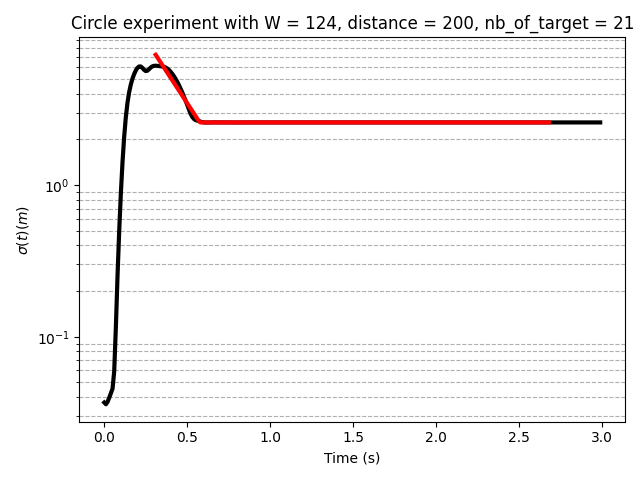 Circle experiment with W = 124, distance = 200, nb_of_target = 21
σ(t)(m)
10⁰
10⁻¹
0.0 0.5 1.0 1.5 2.0 2.5 3.0
Time (s)